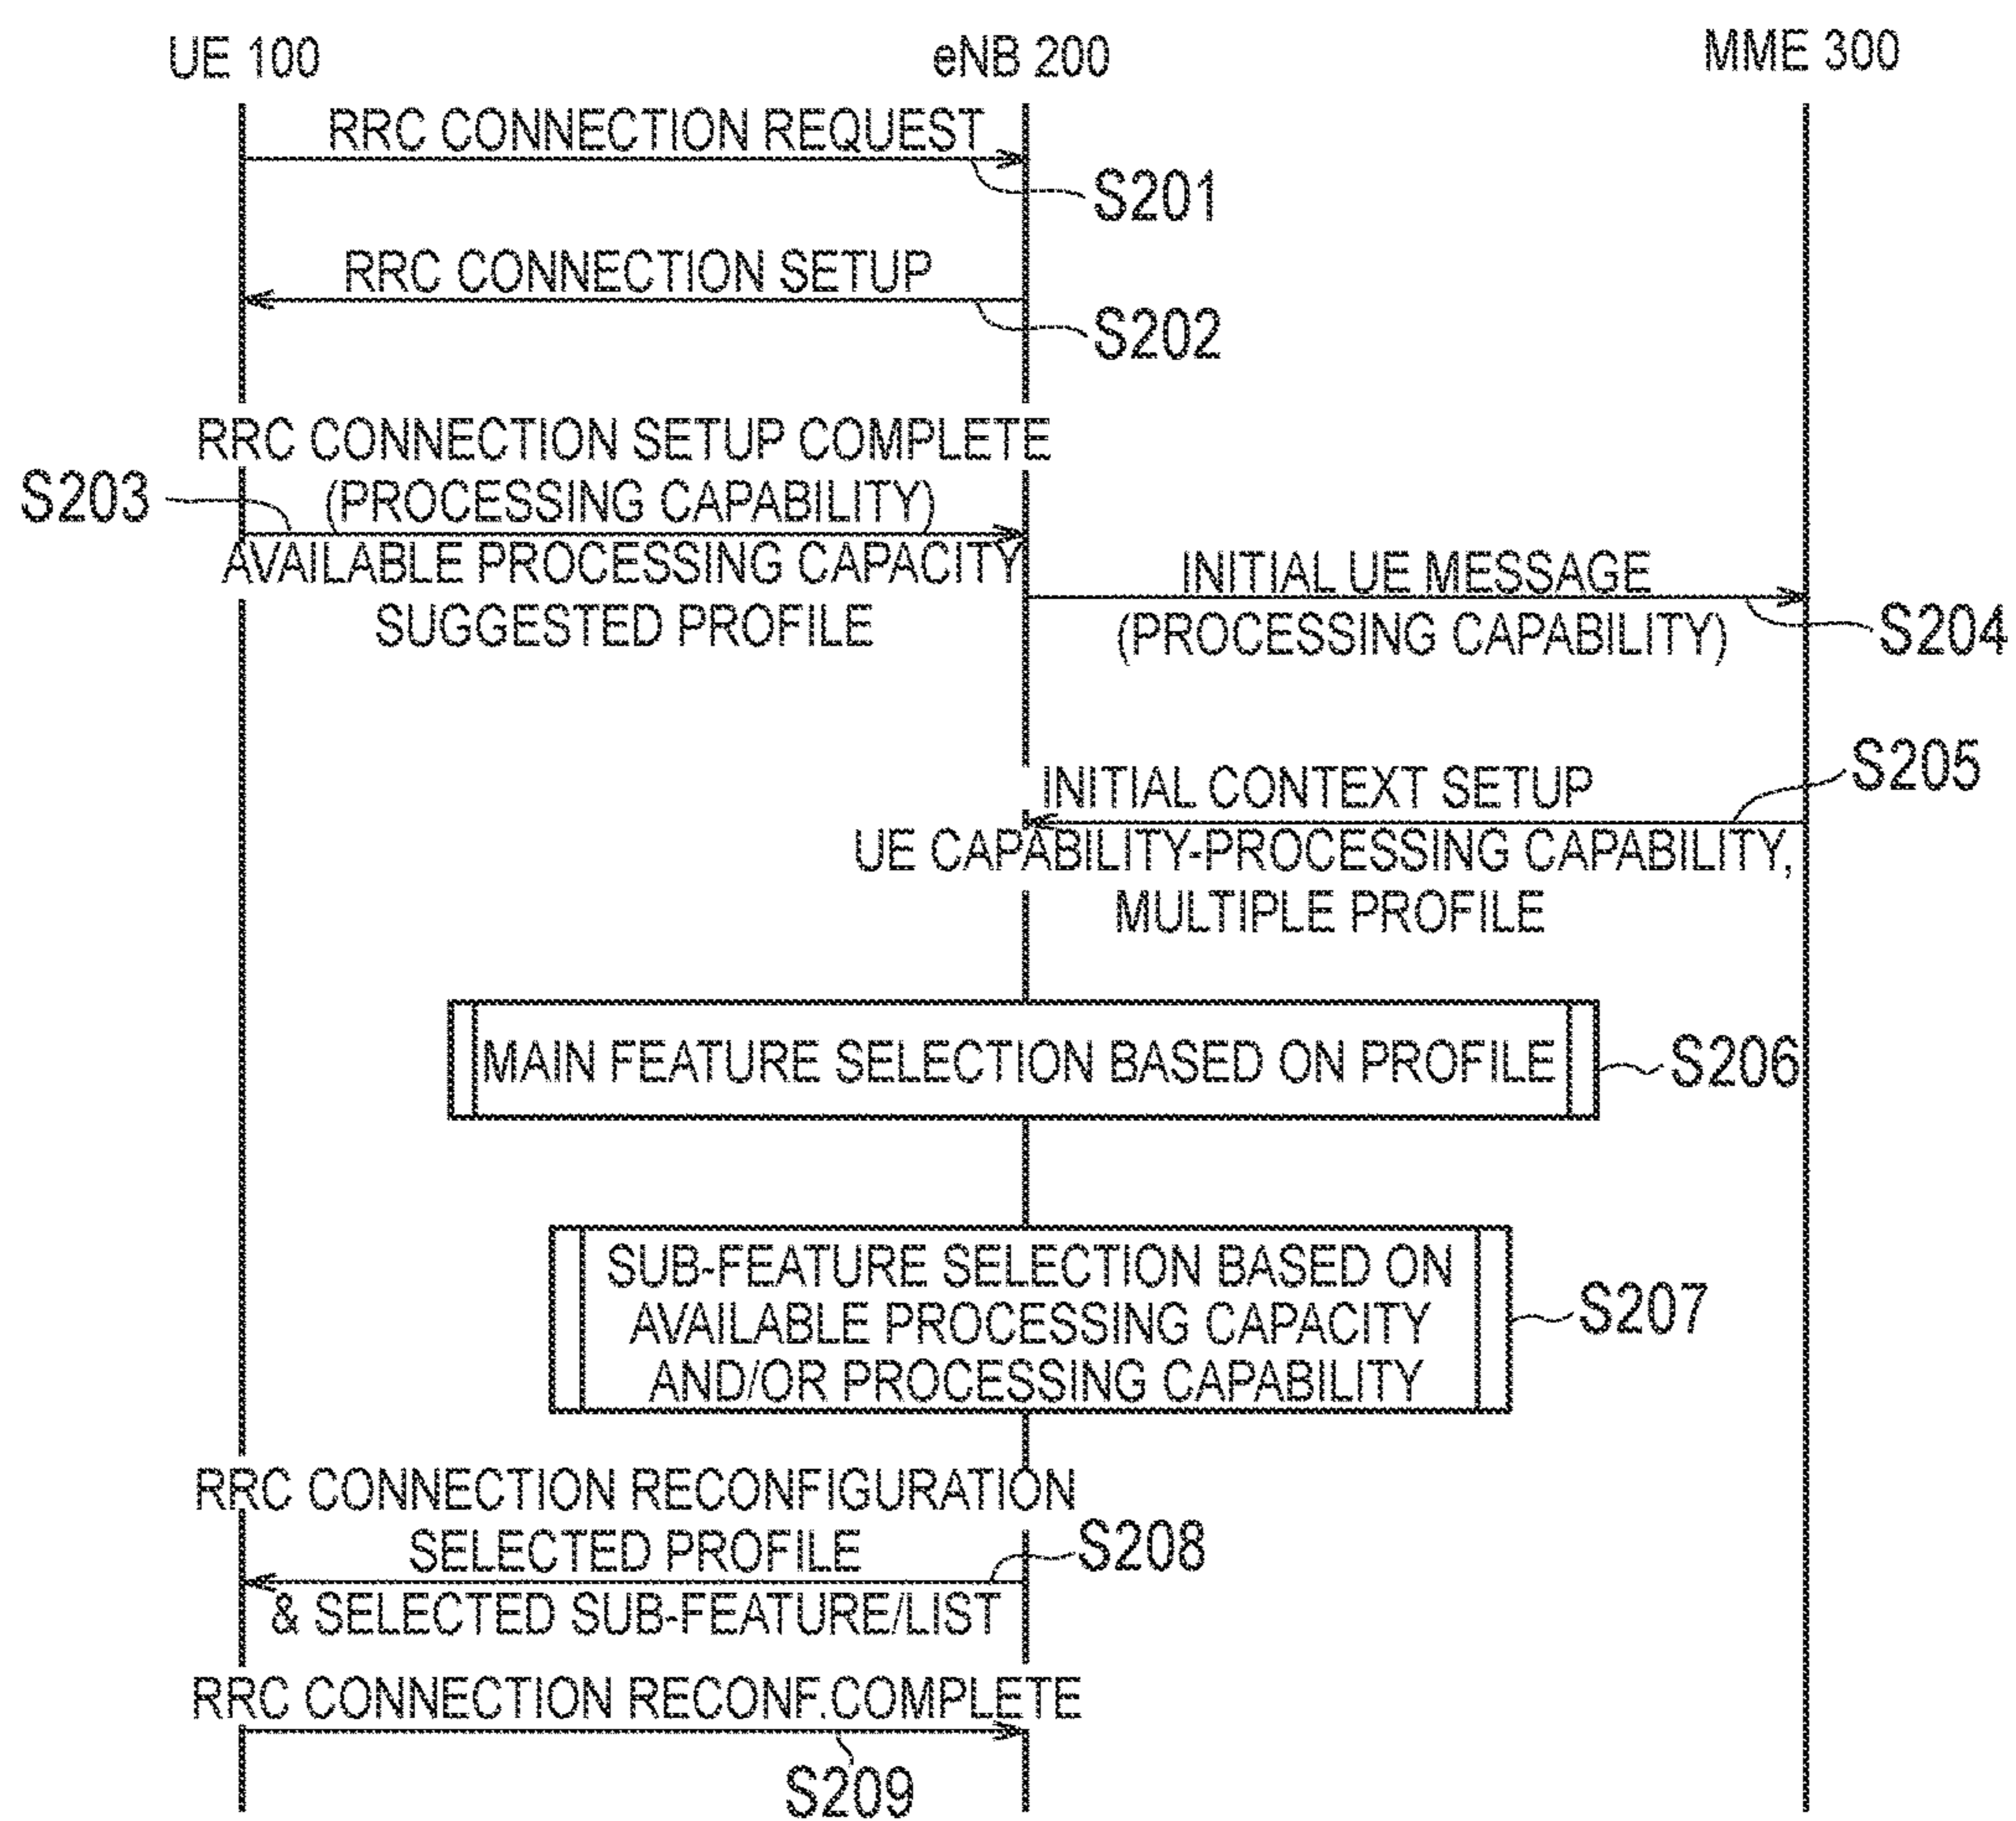 UE 100
eNB 200
MME 300
RRC CONNECTION REQUEST
S201
RRC CONNECTION SETUP
S202
RRC CONNECTION SETUP COMPLETE
S203
(PROCESSING CAPABILITY)
AVAILABLE PROCESSING CAPACITY
SUGGESTED PROFILE
INITIAL UE MESSAGE
(PROCESSING CAPABILITY)
S204
S205
INITIAL CONTEXT SETUP
UE CAPABILITY-PROCESSING CAPABILITY,
MULTIPLE PROFILE
MAIN FEATURE SELECTION BASED ON PROFILE
S206
SUB-FEATURE SELECTION BASED ON
AVAILABLE PROCESSING CAPACITY
AND/OR PROCESSING CAPABILITY
S207
RRC CONNECTION RECONFIGURATION
SELECTED PROFILE
S208
& SELECTED SUB-FEATURE/LIST
RRC CONNECTION RECONF.COMPLETE
S209